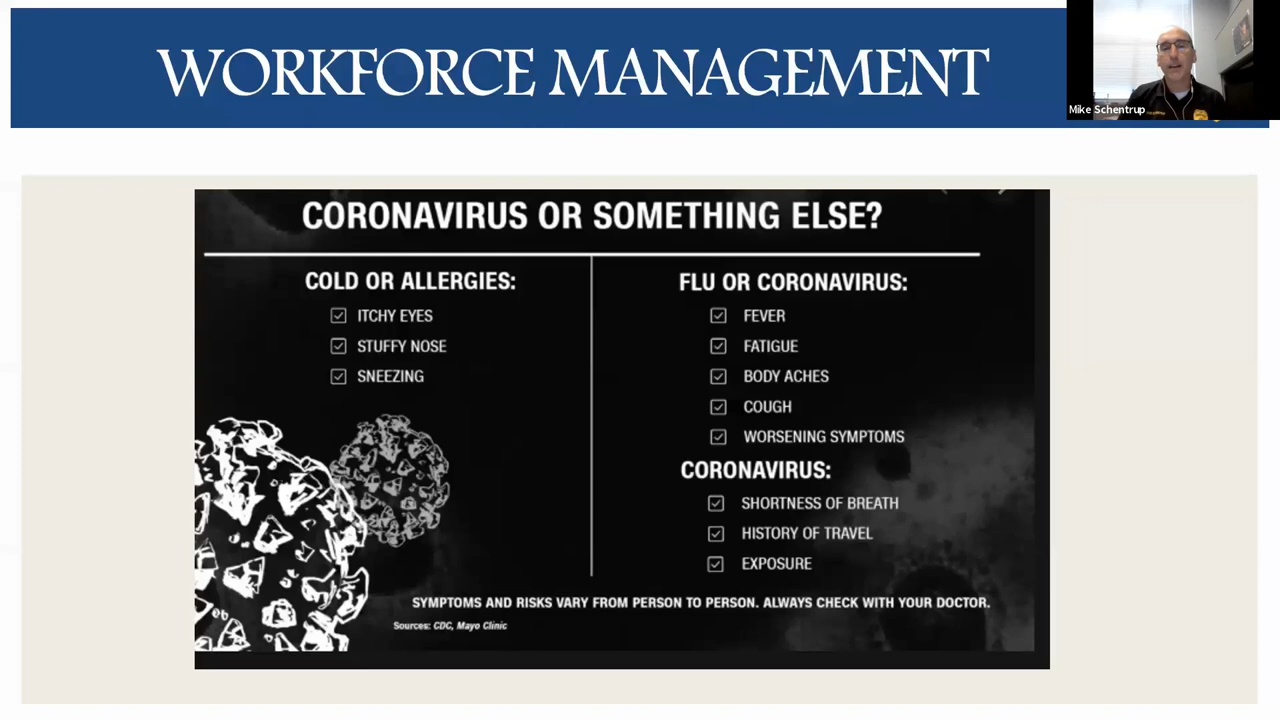 WORKFORCE MANAGEMENT
Mike Schentrup
CORONAVIRUS OR SOMETHING ELSE?
COLD OR ALLERGIES:
ITCHY EYES
STUFFY NOSE
SNEEZING
FLU OR CORONAVIRUS:
FEVER
FATIGUE
BODY ACHES
COUGH
WORSENING SYMPTOMS
CORONAVIRUS:
SHORTNESS OF BREATH
HISTORY OF TRAVEL
EXPOSURE
SYMPTOMS AND RISKS VARY FROM PERSON TO PERSON. ALWAYS CHECK WITH YOUR DOCTOR.
Sources: CDC, Mayo Clinic